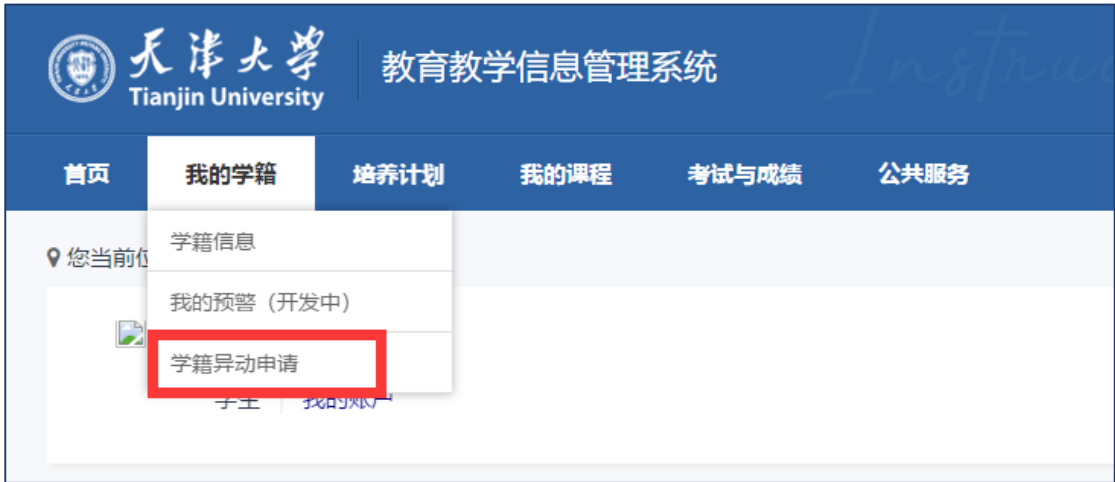 天津大学
Tianjin University
教育教学信息管理系统
Instruc
首页 我的学籍 培养计划 我的课程 考试与成绩 公共服务
您当前位
学籍信息
我的预警（开发中）
学籍异动申请
学生 我的账户